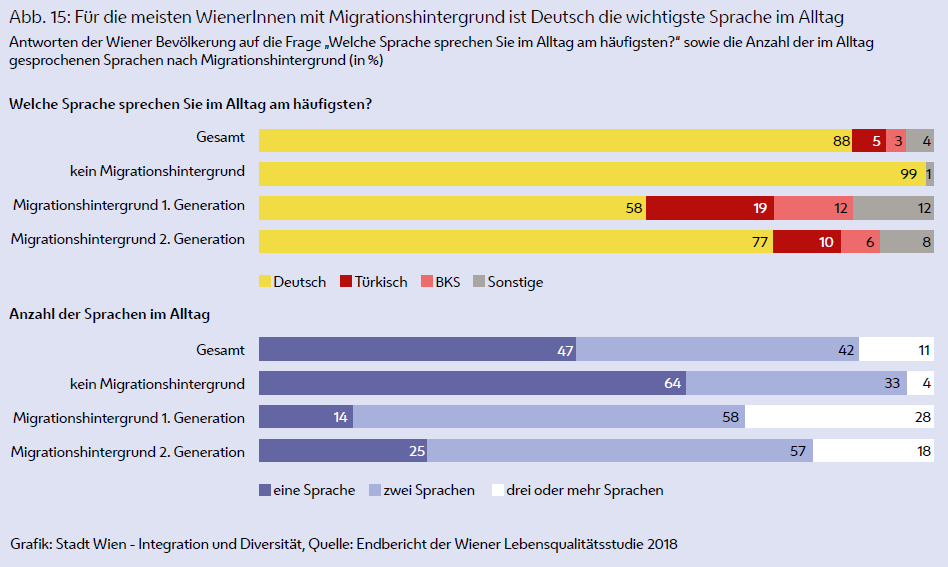 Abb. 15: Für die meisten WienerInnen mit Migrationshintergrund ist Deutsch die wichtigste Sprache im Alltag
Antworten der Wiener Bevölkerung auf die Frage „Welche Sprache sprechen Sie im Alltag am häufigsten?“ sowie die Anzahl der im Alltag
gesprochenen Sprachen nach Migrationshintergrund (in %)
Welche Sprache sprechen Sie im Alltag am häufigsten?
Gesamt 88 5 3 4
kein Migrationshintergrund 99 1
Migrationshintergrund 1. Generation 58 19 12 12
Migrationshintergrund 2. Generation 77 10 6 8
Deutsch Türkisch BKS Sonstige
Anzahl der Sprachen im Alltag
Gesamt 47 42 11
kein Migrationshintergrund 64 33 4
Migrationshintergrund 1. Generation 14 58 28
Migrationshintergrund 2. Generation 25 57 18
eine Sprache zwei Sprachen drei oder mehr Sprachen
Grafik: Stadt Wien - Integration und Diversität, Quelle: Endbericht der Wiener Lebensqualitätsstudie 2018